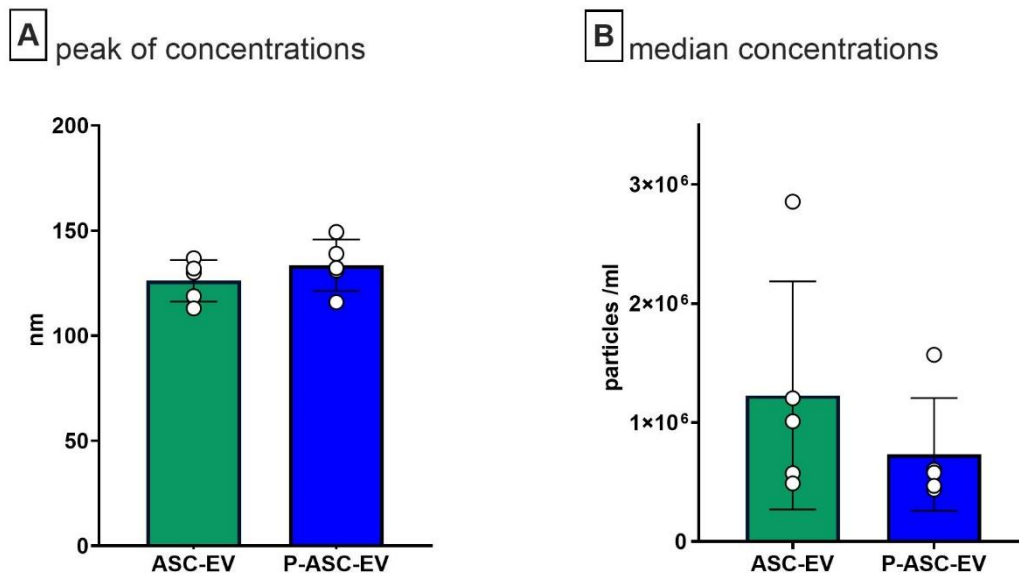 A peak of concentrations
200
150
100
50
0
nm
ASC-EV P-ASC-EV
B median concentrations
3×10⁶
2×10⁶
1×10⁶
0
particles /ml
ASC-EV P-ASC-EV